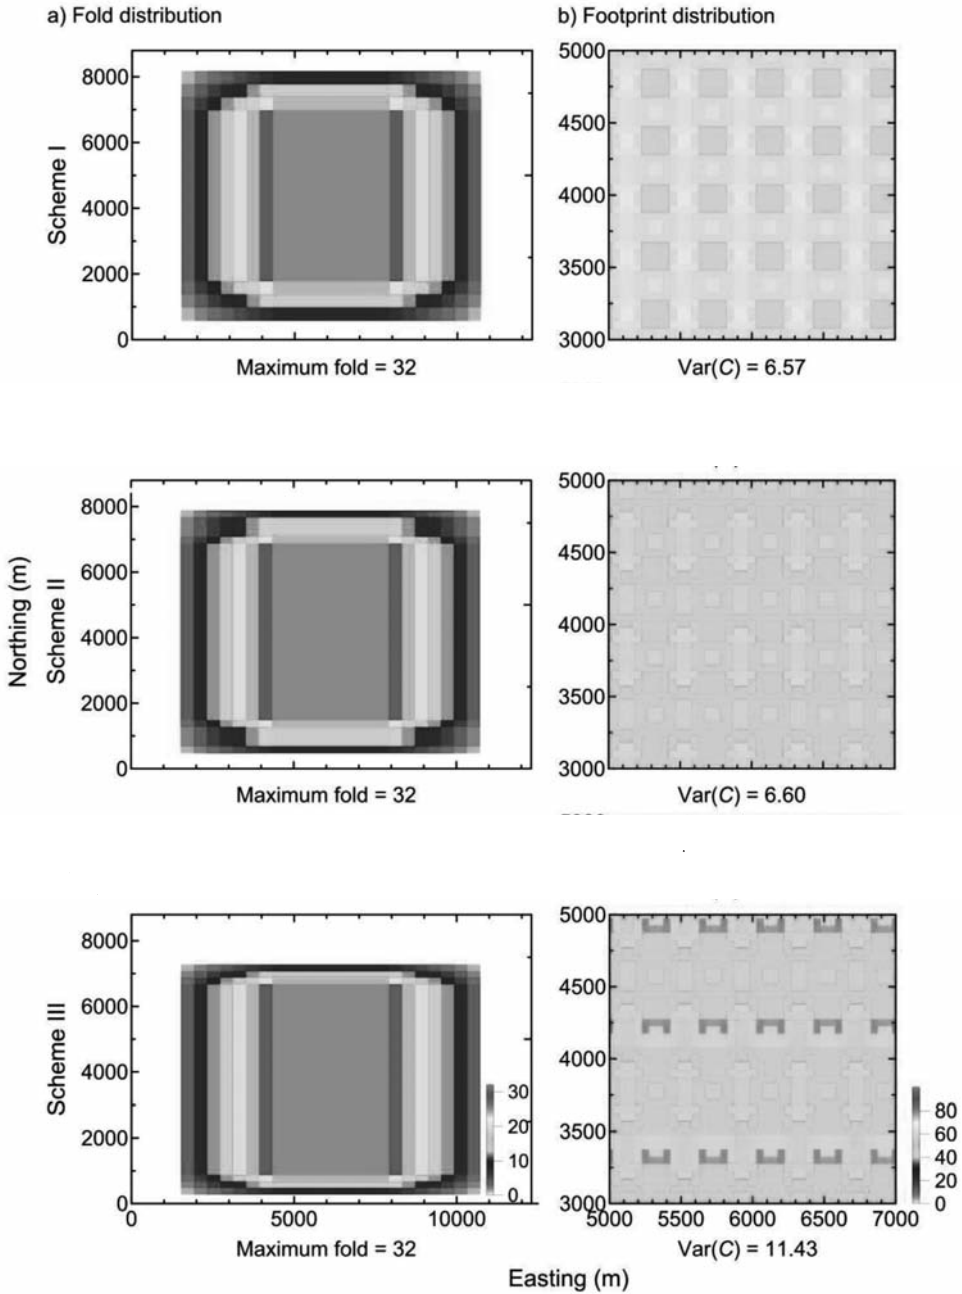 a) Fold distribution
b) Footprint distribution
Scheme I
8000
6000
4000
2000
0
Maximum fold = 32
5000
4500
4000
3500
3000
Var(C) = 6.57
Northing (m)
Scheme II
8000
6000
4000
2000
0
Maximum fold = 32
5000
4500
4000
3500
3000
Var(C) = 6.60
Scheme III
8000
6000
4000
2000
0
0 5000 10000
30
20
10
0
Maximum fold = 32
5000
4500
4000
3500
3000
5000 5500 6000 6500 7000
80
60
40
20
0
Var(C) = 11.43
Easting (m)